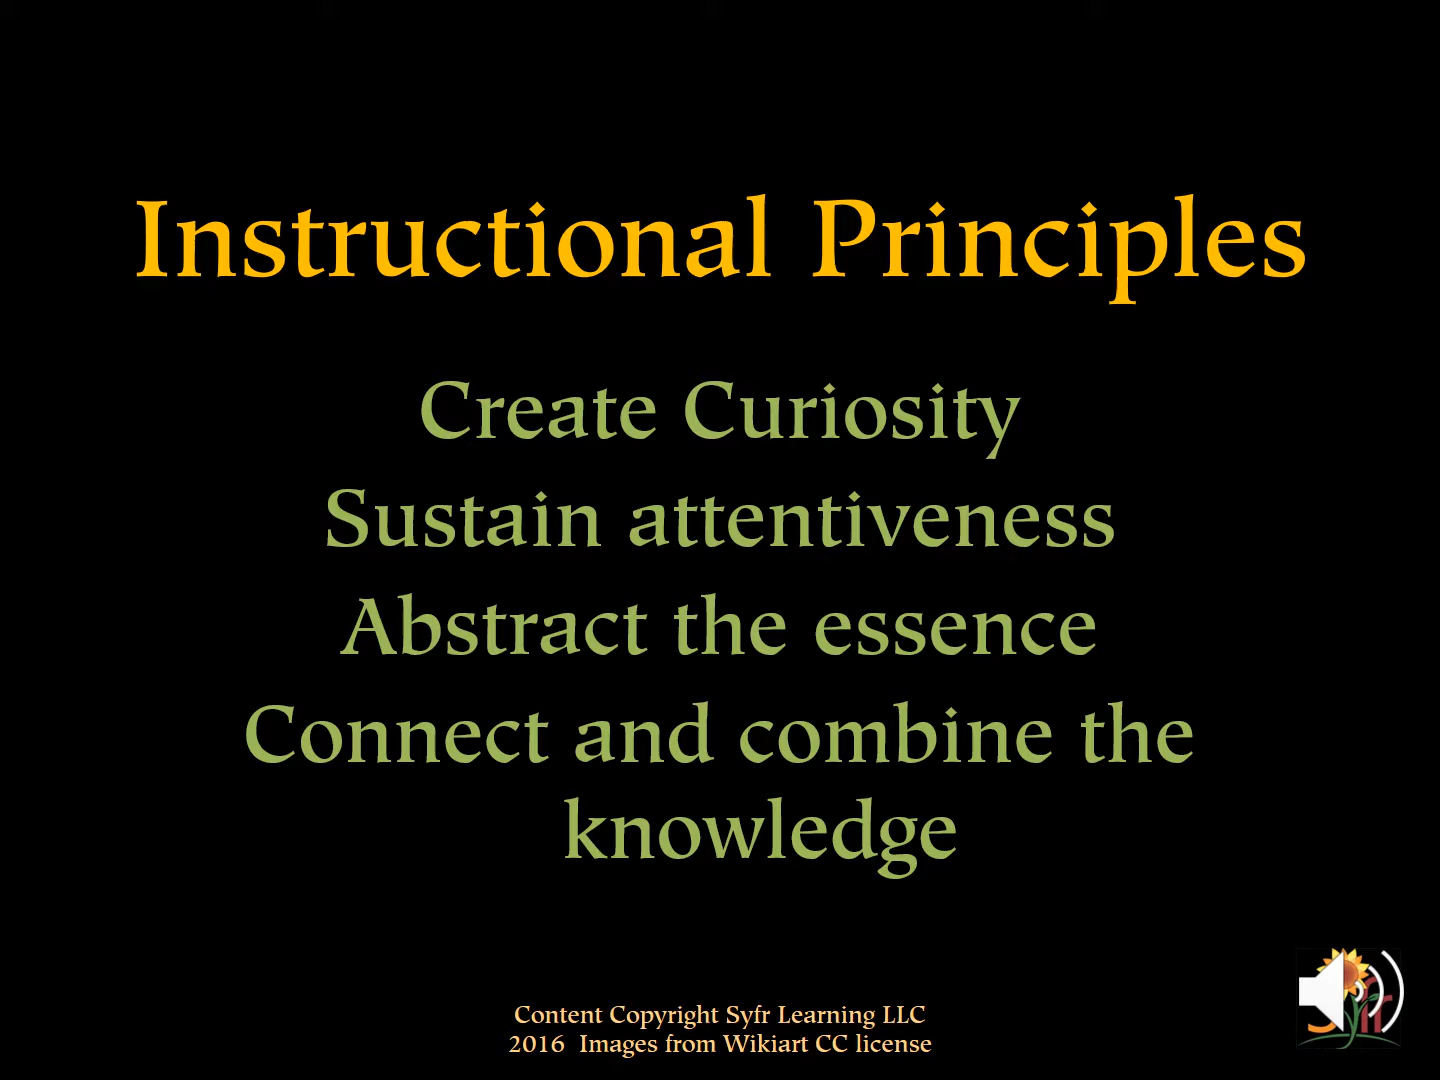 Instructional Principles
Create Curiosity
Sustain attentiveness
Abstract the essence
Connect and combine the
knowledge
Content Copyright Syfr Learning LLC
2016  Images from Wikiart CC license